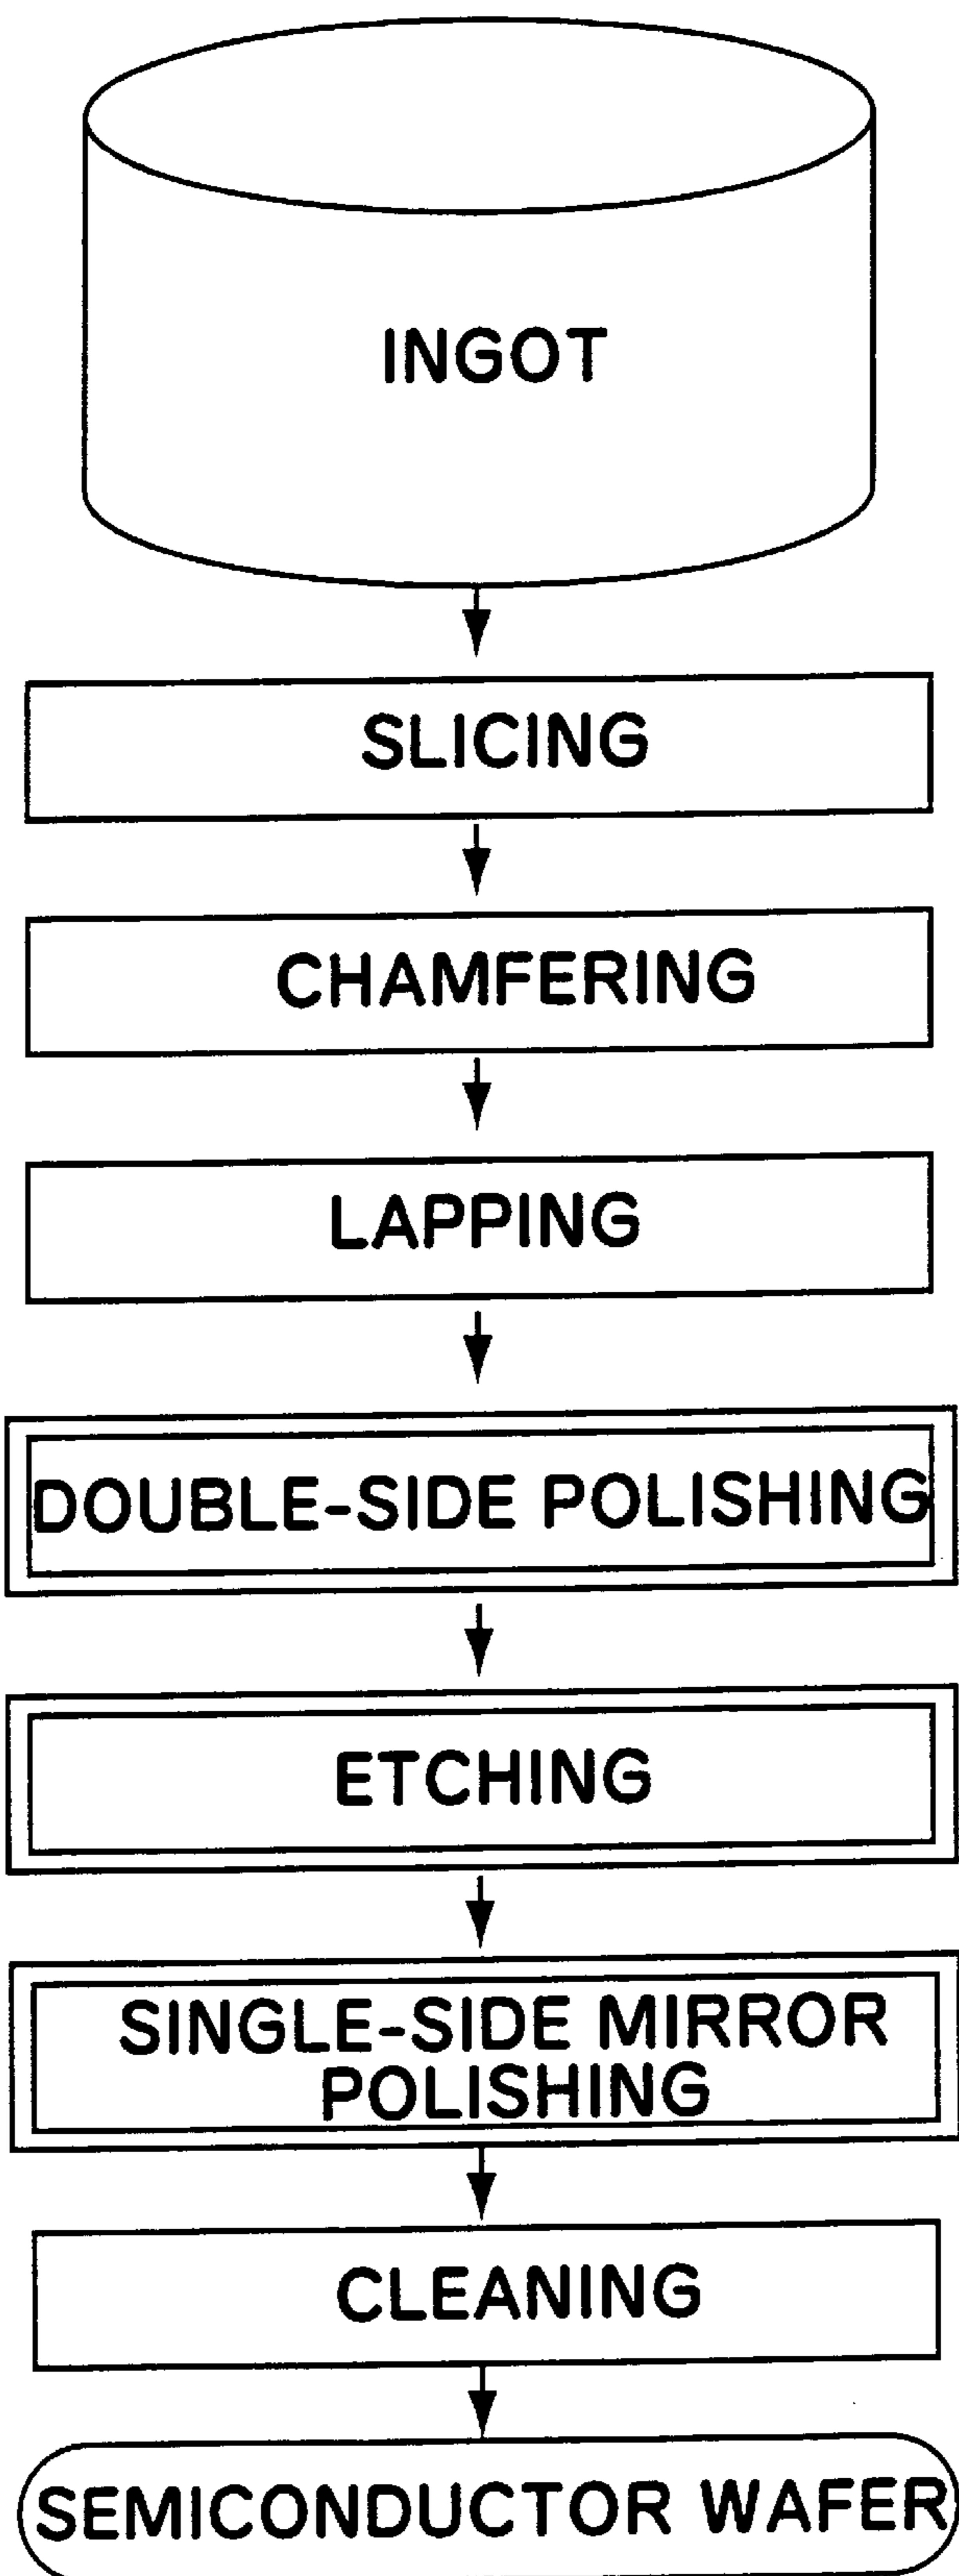 INGOT
SLICING
CHAMFERING
LAPPING
DOUBLE-SIDE POLISHING
ETCHING
SINGLE-SIDE MIRROR
POLISHING
CLEANING
SEMICONDUCTOR WAFER